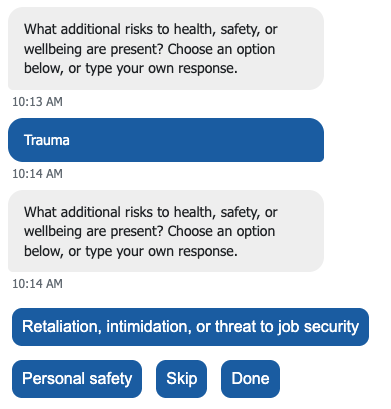 What additional risks to health, safety, or
wellbeing are present? Choose an option
below, or type your own response.
10:13 AM
Trauma
10:14 AM
What additional risks to health, safety, or
wellbeing are present? Choose an option
below, or type your own response.
10:14 AM
Retaliation, intimidation, or threat to job security
Personal safety Skip Done